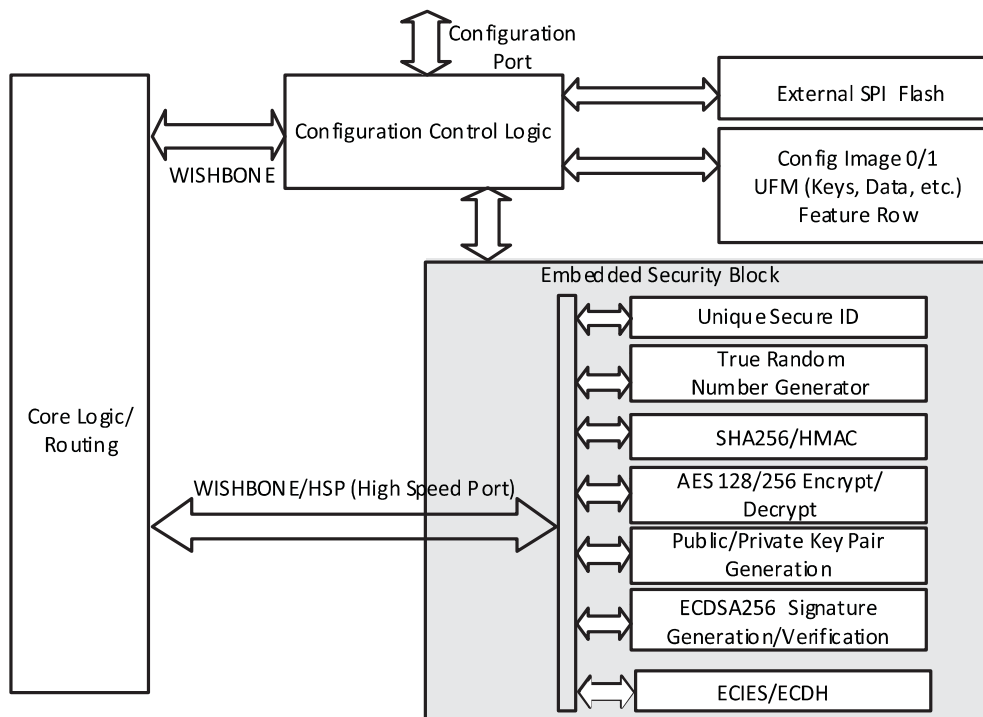 Configuration
Port
Configuration Control Logic
External SPI Flash
WISHBONE
Config Image 0/1
UFM (Keys, Data, etc.)
Feature Row
Embedded Security Block
Unique Secure ID
True Random
Number Generator
Core Logic/
Routing
SHA256/HMAC
WISHBONE/HSP (High Speed Port)
AES 128/256 Encrypt/
Decrypt
Public/Private Key Pair
Generation
ECDSA256 Signature
Generation/Verification
ECIES/ECDH